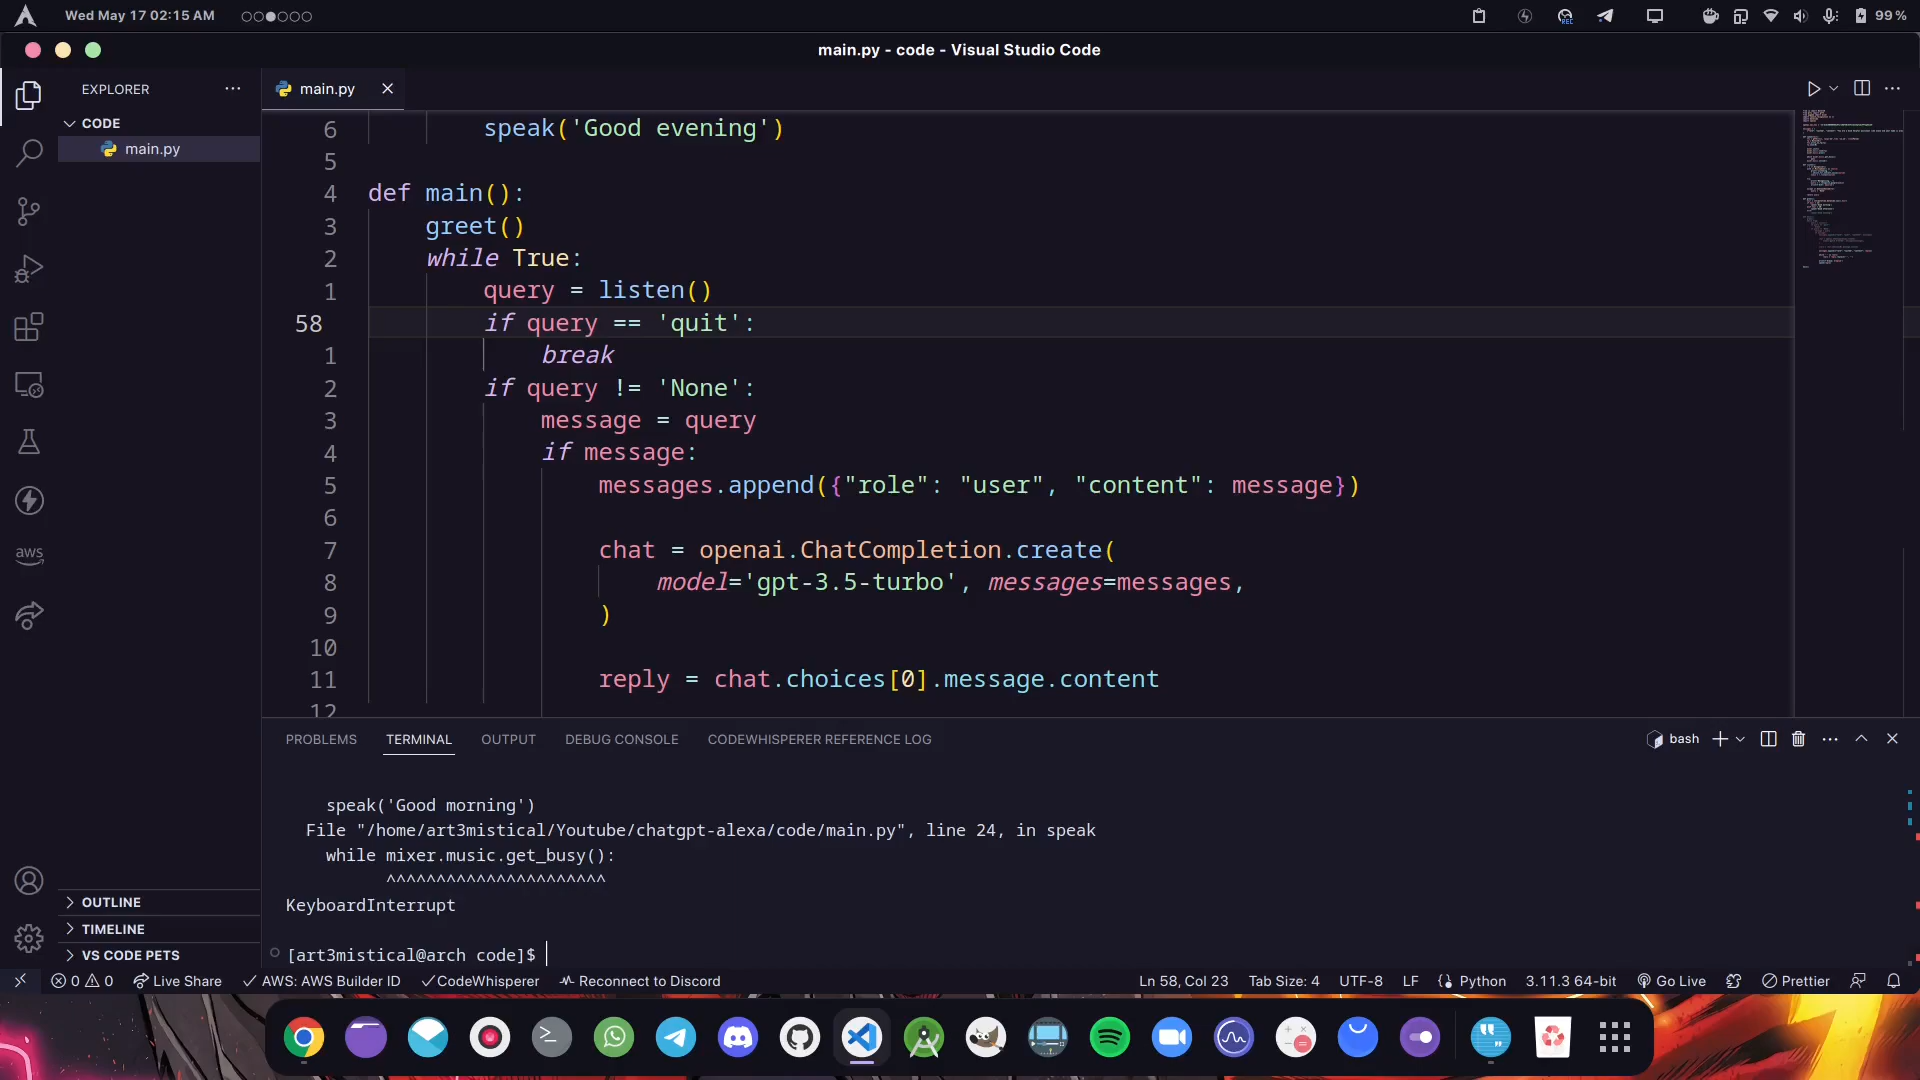 Wed May 17 02:15 AM
REC
99 %
main.py - code - Visual Studio Code
EXPLORER
main.py
CODE
main.py
6 speak('Good evening')
5
4 def main():
3 greet()
2 while True:
1 query = listen()
58 if query == 'quit':
1 break
2 if query != 'None':
3 message = query
4 if message:
5 messages.append({"role": "user", "content": message})
6
7 chat = openai.ChatCompletion.create(
8 model='gpt-3.5-turbo', messages=messages,
9 )
10
11 reply = chat.choices[0].message.content
12
aws
PROBLEMS TERMINAL OUTPUT DEBUG CONSOLE CODEWHISPERER REFERENCE LOG
bash
speak('Good morning')
File "/home/art3mistical/Youtube/chatgpt-alexa/code/main.py", line 24, in speak
while mixer.music.get_busy():
^^^^^^^^^^^^^^^^^^^^^^
KeyboardInterrupt
[art3mistical@arch code]$
OUTLINE
TIMELINE
VS CODE PETS
0 0 Live Share AWS: AWS Builder ID CodeWhisperer Reconnect to Discord
Ln 58, Col 23 Tab Size: 4 UTF-8 LF Python 3.11.3 64-bit Go Live Prettier